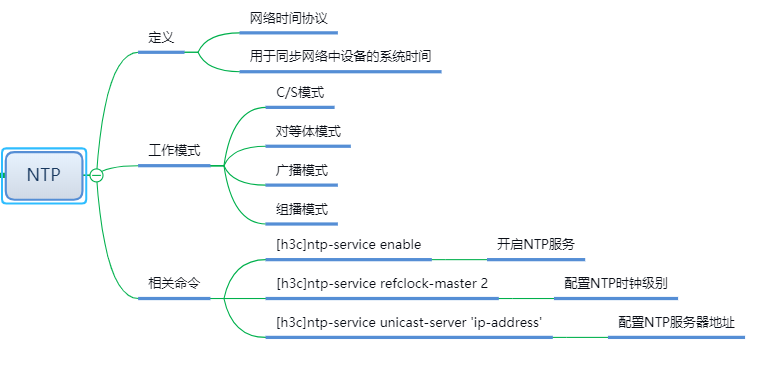 NTP
定义
网络时间协议
用于同步网络中设备的系统时间
工作模式
C/S模式
对等体模式
广播模式
组播模式
相关命令
[h3c]ntp-service enable
开启NTP服务
[h3c]ntp-service refclock-master 2
配置NTP时钟级别
[h3c]ntp-service unicast-server 'ip-address'
配置NTP服务器地址